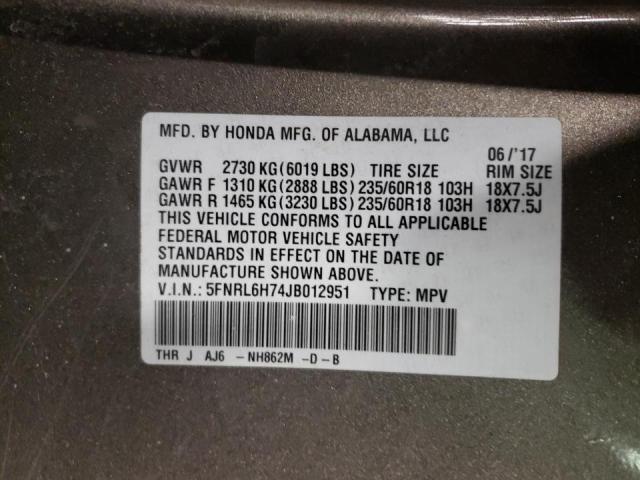 MFD. BY HONDA MFG. OF ALABAMA, LLC
06/'17
GVWR 2730 KG(6019 LBS) TIRE SIZE RIM SIZE
GAWR F 1310 KG(2888 LBS) 235/60R18 103H 18X7.5J
GAWR R 1465 KG(3230 LBS) 235/60R18 103H 18X7.5J
THIS VEHICLE CONFORMS TO ALL APPLICABLE
FEDERAL MOTOR VEHICLE SAFETY
STANDARDS IN EFFECT ON THE DATE OF
MANUFACTURE SHOWN ABOVE.
V.I.N.: 5FNRL6H74JB012951 TYPE: MPV
THR J AJ6 -NH862M -D-B